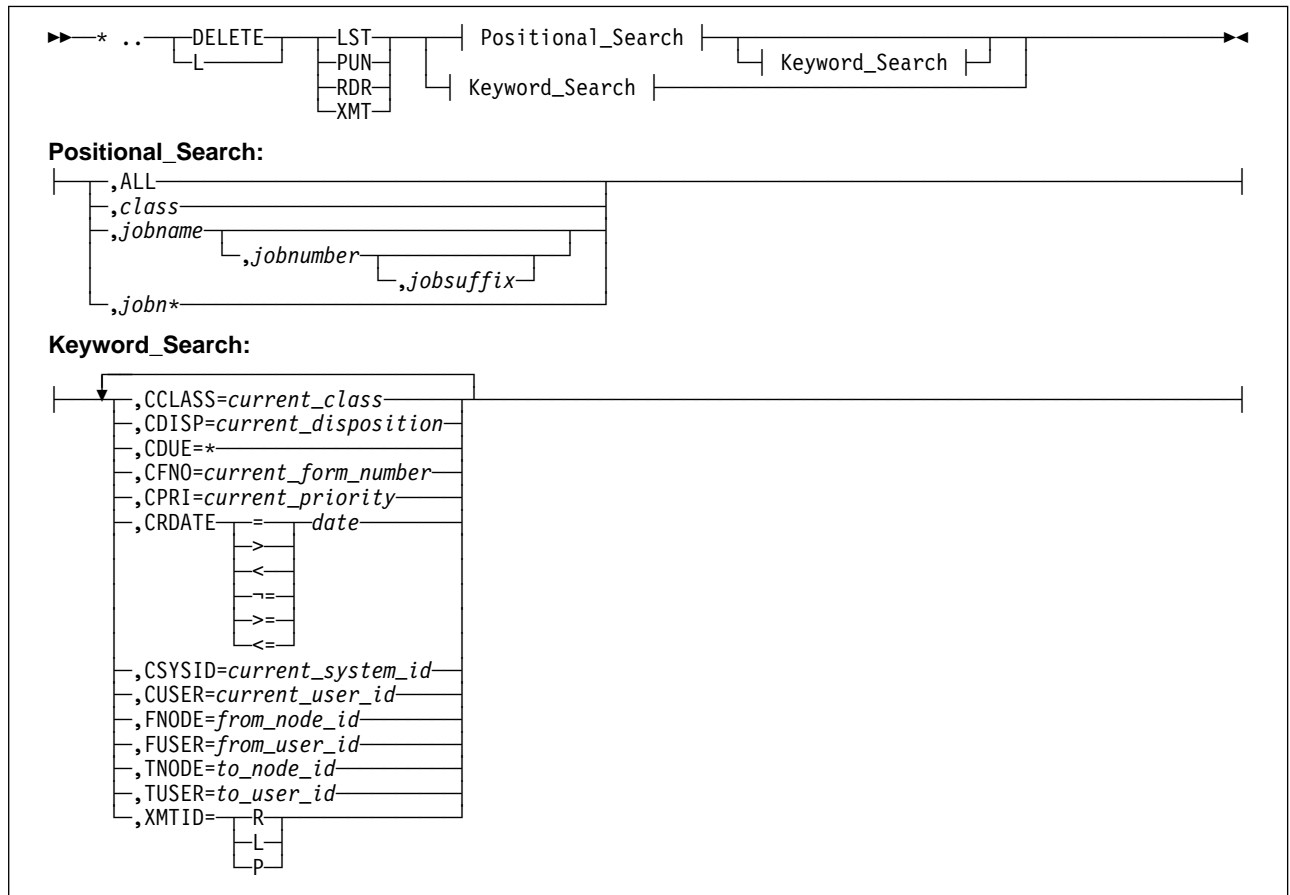 * .. DELETE LST Positional_Search
L PUN Keyword_Search
RDR Keyword_Search
XMT
Positional_Search:
,ALL
,class
,jobname
,jobnumber
,jobsuffix
,jobn*
Keyword_Search:
,CCLASS=current_class
,CDISP=current_disposition
,CDUE=*
,CFNO=current_form_number
,CPRI=current_priority
,CRDATE = date
>
<
¬=
>=
<=
,CSYSID=current_system_id
,CUSER=current_user_id
,FNODE=from_node_id
,FUSER=from_user_id
,TNODE=to_node_id
,TUSER=to_user_id
,XMTID= R
L
P